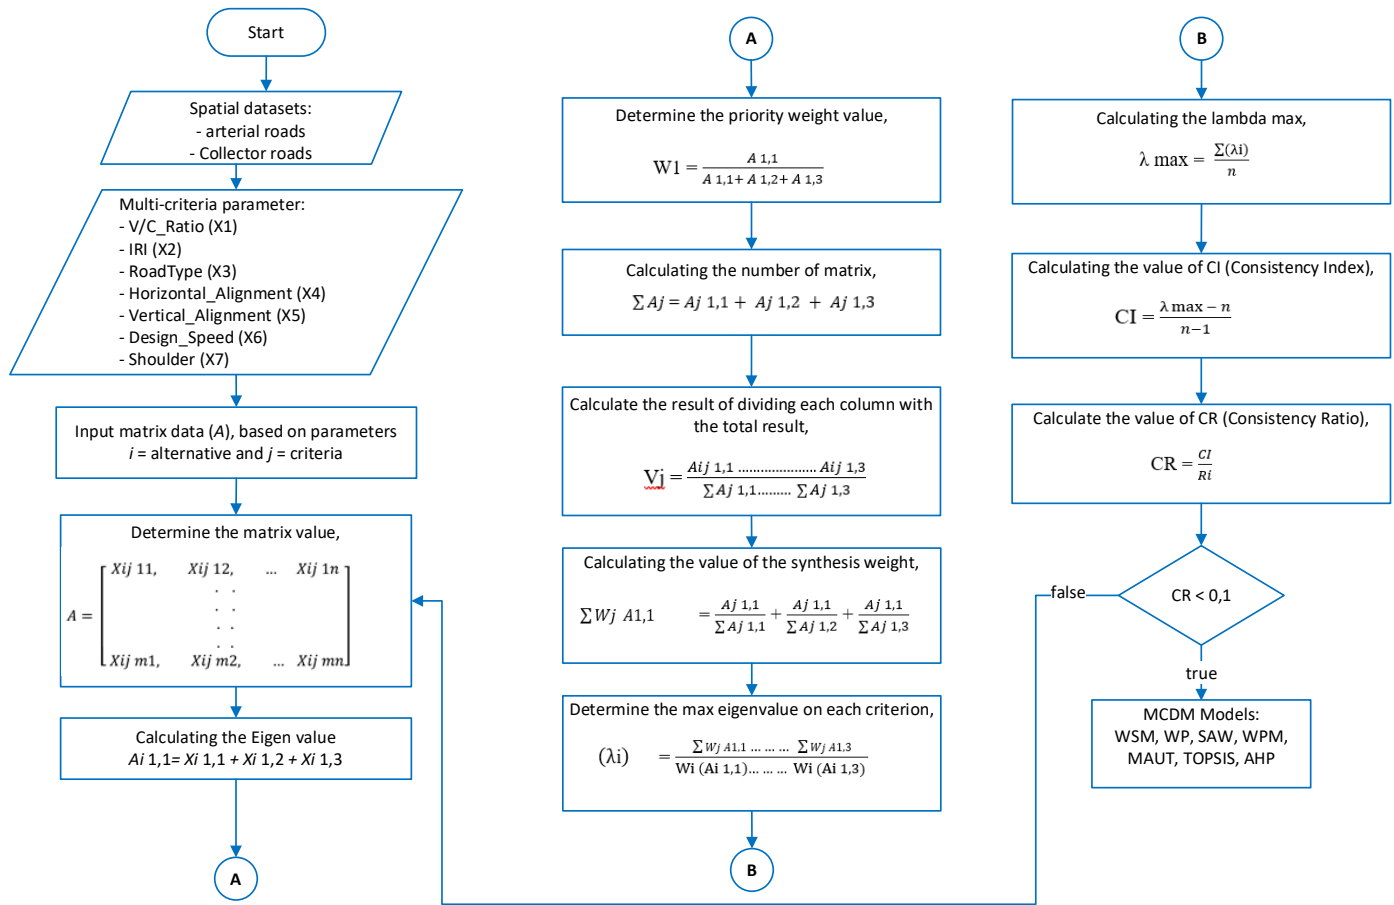 Start
Spatial datasets:
- arterial roads
- Collector roads
Multi-criteria parameter:
- V/C_Ratio (X1)
- IRI (X2)
- RoadType (X3)
- Horizontal_Alignment (X4)
- Vertical_Alignment (X5)
- Design_Speed (X6)
- Shoulder (X7)
Input matrix data (A), based on parameters
i = alternative and j = criteria
Determine the matrix value,
Xij 11, Xij 12, ... Xij 1n
. .
. .
A = . .
. .
Xij m1, Xij m2, ... Xij mn
Calculating the Eigen value
Ai 1,1= Xi 1,1 + Xi 1,2 + Xi 1,3
A
A
Determine the priority weight value,
W1 = A 1,1
A 1,1+ A 1,2+ A 1,3
Calculating the number of matrix,
∑ Aj = Aj 1,1 + Aj 1,2 + Aj 1,3
Calculate the result of dividing each column with
the total result,
Vj = Aij 1,1 ..................... Aij 1,3
∑ Aj 1,1......... ∑ Aj 1,3
Calculating the value of the synthesis weight,
∑ Wj A1,1 = Aj 1,1 + Aj 1,1 + Aj 1,1
∑ Aj 1,1 ∑ Aj 1,2 ∑ Aj 1,3
Determine the max eigenvalue on each criterion,
(λi) = ∑ Wj A1,1 ... ... ... ∑ Wj A1,3
Wi (Ai 1,1)... ... ... Wi (Ai 1,3)
B
B
Calculating the lambda max,
λ max = ∑(λi)
n
Calculating the value of CI (Consistency Index),
CI = λ max − n
n−1
Calculate the value of CR (Consistency Ratio),
CR = CI
Ri
CR < 0,1
false
true
MCDM Models:
WSM, WP, SAW, WPM,
MAUT, TOPSIS, AHP